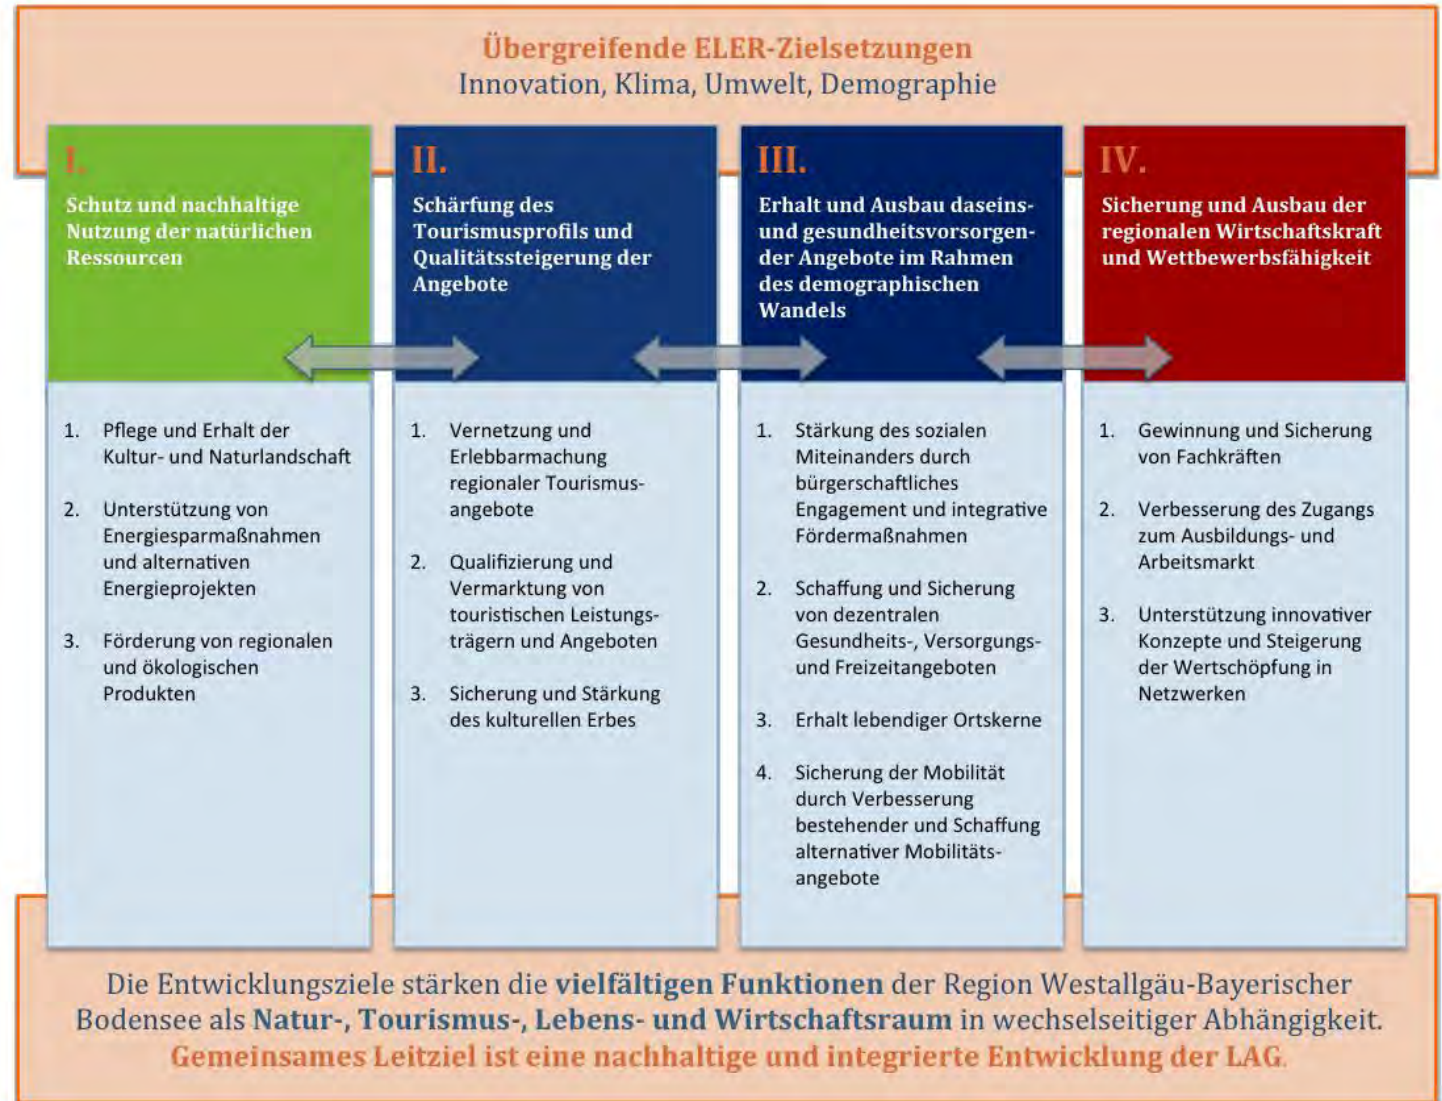 Übergreifende ELER-Zielsetzungen
Innovation, Klima, Umwelt, Demographie
I.
Schutz und nachhaltige
Nutzung der natürlichen
Ressourcen
1. Pflege und Erhalt der
Kultur- und Naturlandschaft
2. Unterstützung von
Energiesparmaßnahmen
und alternativen
Energieprojekten
3. Förderung von regionalen
und ökologischen
Produkten
II.
Schärfung des
Tourismusprofils und
Qualitätssteigerung der
Angebote
1. Vernetzung und
Erlebbarmachung
regionaler Tourismus-
angebote
2. Qualifizierung und
Vermarktung von
touristischen Leistungs-
trägern und Angeboten
3. Sicherung und Stärkung
des kulturellen Erbes
III.
Erhalt und Ausbau daseins-
und gesundheitsvorsorgen-
der Angebote im Rahmen
des demographischen
Wandels
1. Stärkung des sozialen
Miteinanders durch
bürgerschaftliches
Engagement und integrative
Fördermaßnahmen
2. Schaffung und Sicherung
von dezentralen
Gesundheits-, Versorgungs-
und Freizeitangeboten
3. Erhalt lebendiger Ortskerne
4. Sicherung der Mobilität
durch Verbesserung
bestehender und Schaffung
alternativer Mobilitäts-
angebote
IV.
Sicherung und Ausbau der
regionalen Wirtschaftskraft
und Wettbewerbsfähigkeit
1. Gewinnung und Sicherung
von Fachkräften
2. Verbesserung des Zugangs
zum Ausbildungs- und
Arbeitsmarkt
3. Unterstützung innovativer
Konzepte und Steigerung
der Wertschöpfung in
Netzwerken
Die Entwicklungsziele stärken die vielfältigen Funktionen der Region Westallgäu-Bayerischer
Bodensee als Natur-, Tourismus-, Lebens- und Wirtschaftsraum in wechselseitiger Abhängigkeit.
Gemeinsames Leitziel ist eine nachhaltige und integrierte Entwicklung der LAG.